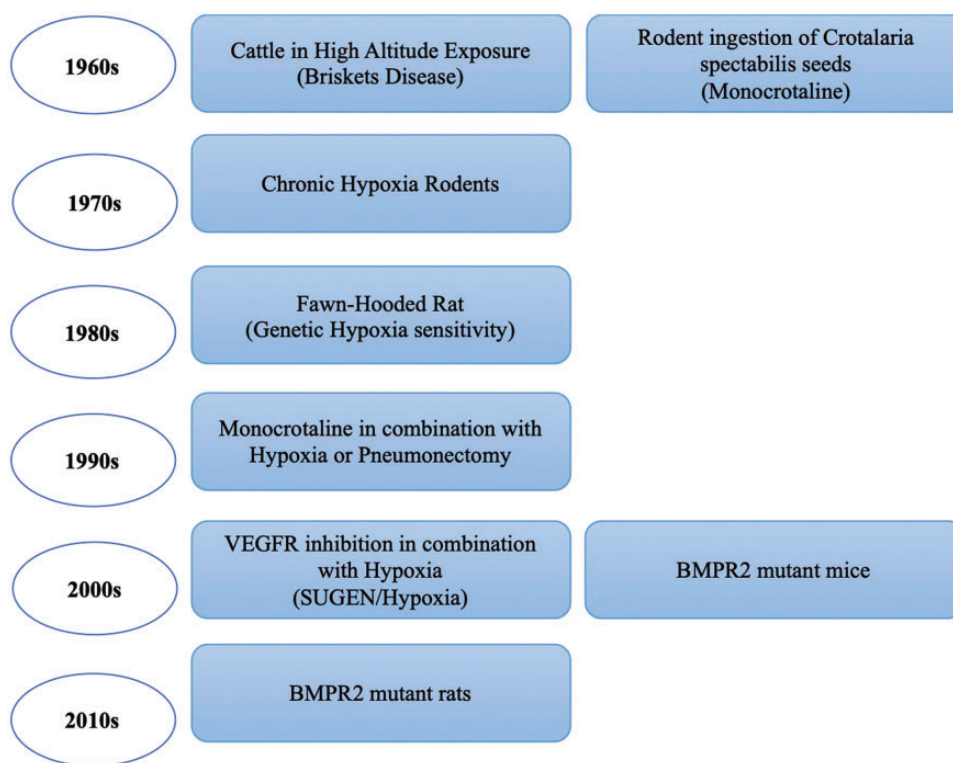 1960s
Cattle in High Altitude Exposure
(Briskets Disease)
Rodent ingestion of Crotalaria
spectabilis seeds
(Monocrotaline)
1970s
Chronic Hypoxia Rodents
1980s
Fawn-Hooded Rat
(Genetic Hypoxia sensitivity)
1990s
Monocrotaline in combination with
Hypoxia or Pneumonectomy
2000s
VEGFR inhibition in combination
with Hypoxia
(SUGEN/Hypoxia)
BMPR2 mutant mice
2010s
BMPR2 mutant rats